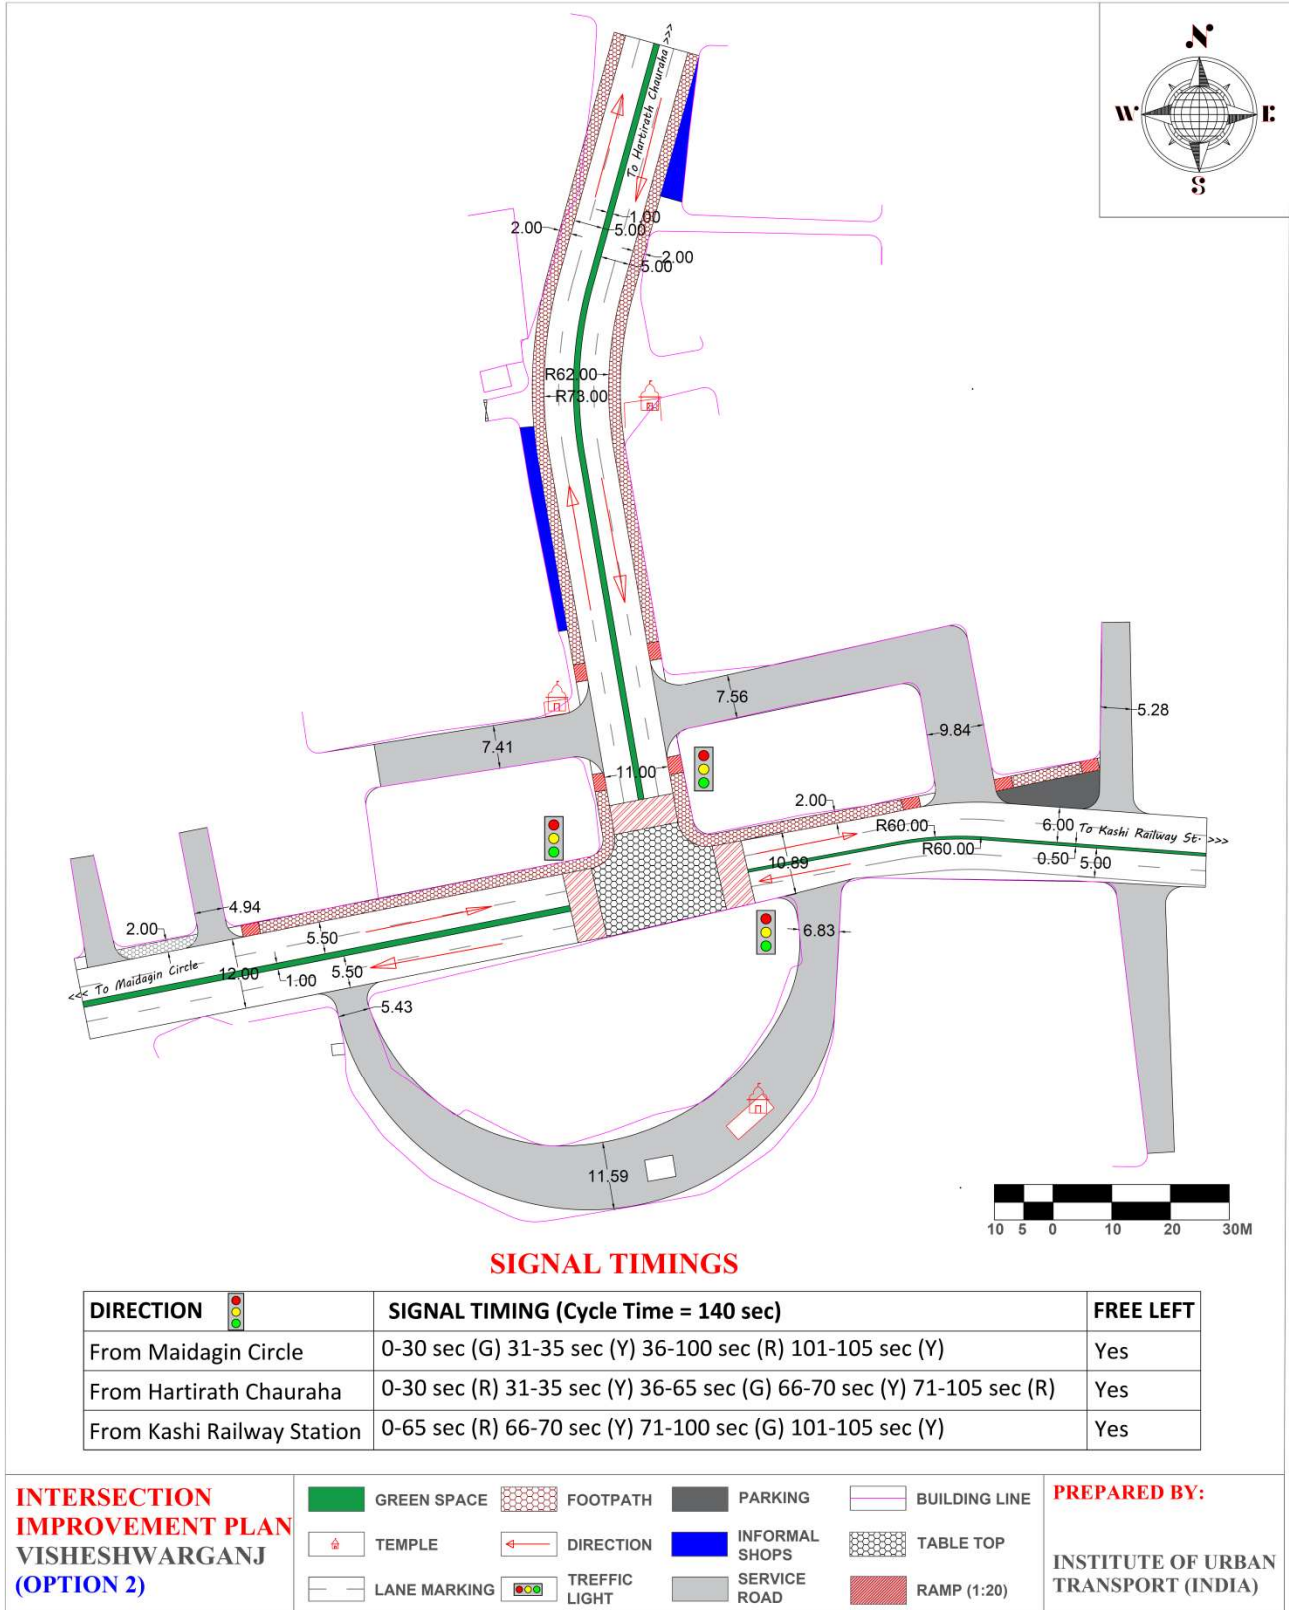 N
W
E
S
To Hartirath Chauraha >>>
1.00
2.00
5.00
2.00
5.00
R62.00
R73.00
7.56
5.28
9.84
7.41
11.00
2.00
6.00
To Kashi Railway St. >>>
R60.00
R60.00
0.50
5.00
10.89
4.94
2.00
5.50
6.83
12.00
5.50
1.00
<<< To Maidagin Circle
5.43
11.59
10 5 0 10 20 30M
SIGNAL TIMINGS
DIRECTION SIGNAL TIMING (Cycle Time = 140 sec) FREE LEFT
From Maidagin Circle 0-30 sec (G) 31-35 sec (Y) 36-100 sec (R) 101-105 sec (Y) Yes
From Hartirath Chauraha 0-30 sec (R) 31-35 sec (Y) 36-65 sec (G) 66-70 sec (Y) 71-105 sec (R) Yes
From Kashi Railway Station 0-65 sec (R) 66-70 sec (Y) 71-100 sec (G) 101-105 sec (Y) Yes
INTERSECTION
IMPROVEMENT PLAN
VISHESHWARGANJ
(OPTION 2)
GREEN SPACE
FOOTPATH
PARKING
BUILDING LINE
TEMPLE
DIRECTION
INFORMAL
SHOPS
TABLE TOP
LANE MARKING
TREFFIC
LIGHT
SERVICE
ROAD
RAMP (1:20)
PREPARED BY:
INSTITUTE OF URBAN
TRANSPORT (INDIA)